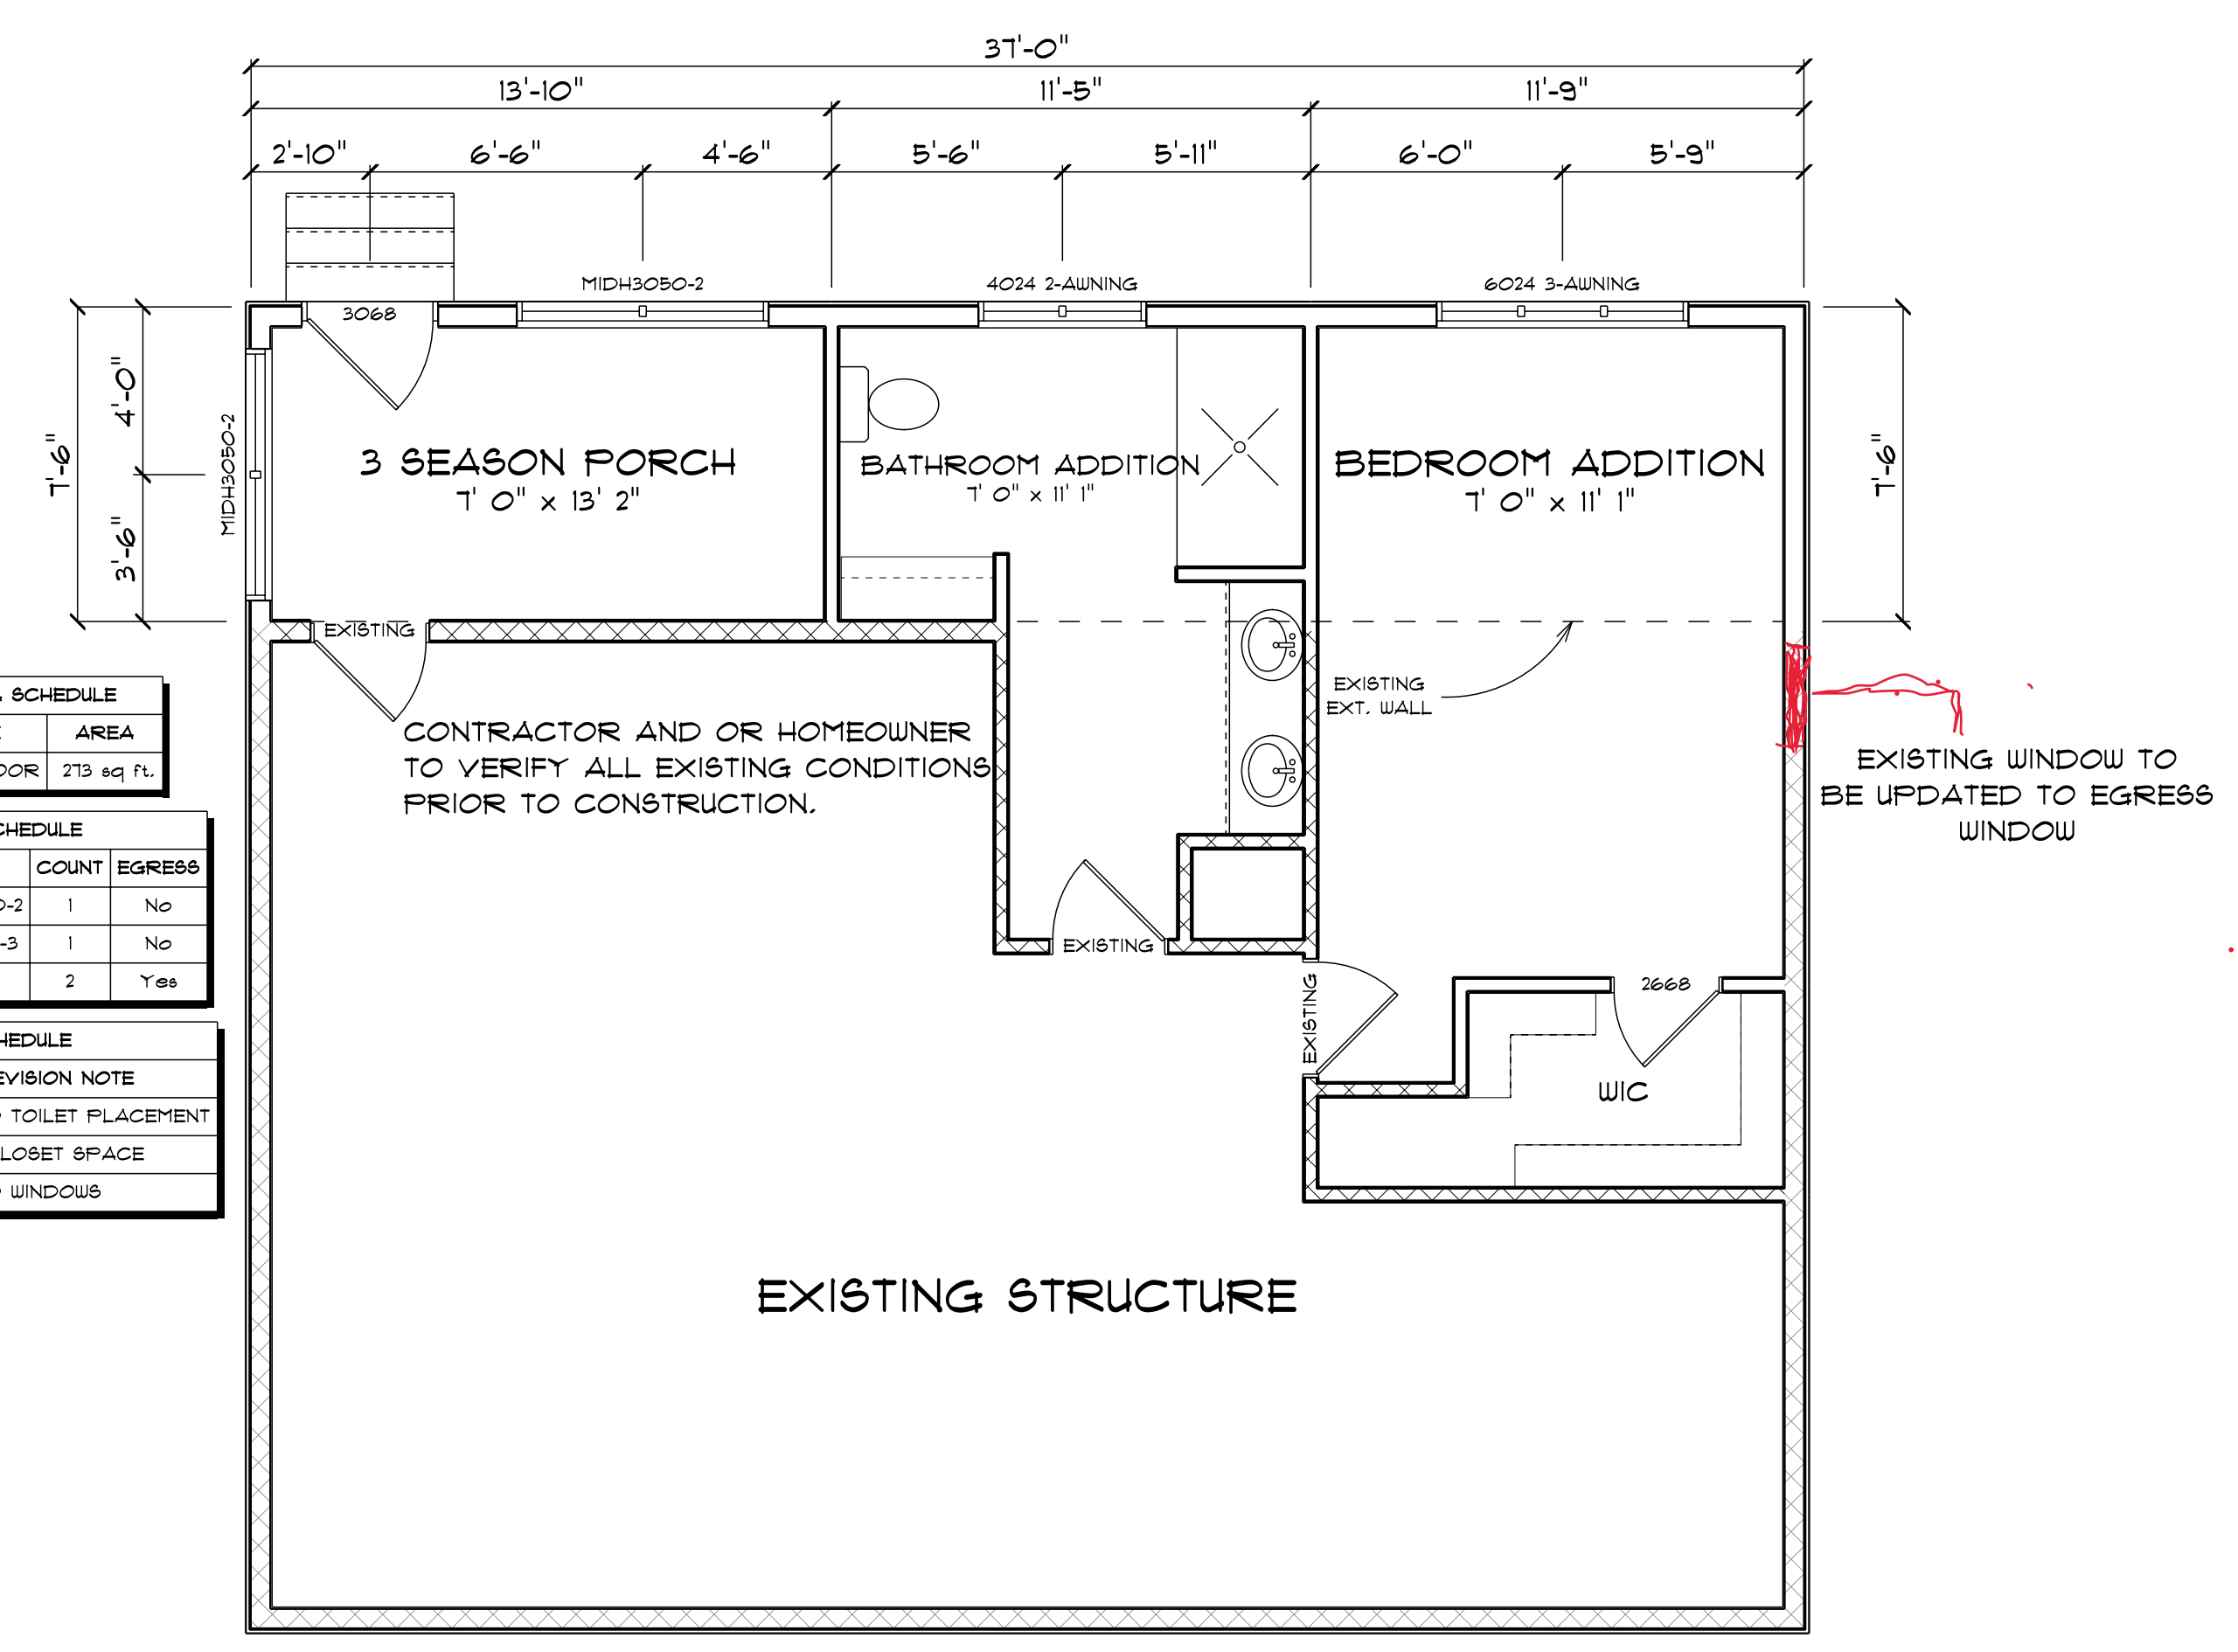 37'-0"
13'-10"
11'-5"
11'-9"
2'-10"
6'-6"
4'-6"
5'-6"
5'-11"
6'-0"
5'-9"
MIDH3050-2
4024 2-AWNING
6024 3-AWNING
3068
7'-6"
4'-0"
3'-6"
MIDH3050-2
7'-6"
3 SEASON PORCH
7' 0" x 13' 2"
BATHROOM ADDITION
7' 0" x 11' 1"
BEDROOM ADDITION
7' 0" x 11' 1"
EXISTING
EXISTING
EXT. WALL
CONTRACTOR AND OR HOMEOWNER
TO VERIFY ALL EXISTING CONDITIONS
PRIOR TO CONSTRUCTION.
EXISTING WINDOW TO
BE UPDATED TO EGRESS
WINDOW
SCHEDULE
AREA
273 sq ft.
COUNT EGRESS
-2 1 No
-3 1 No
2 Yes
NOTE
TOILET PLACEMENT
SPACE
WINDOWS
EXISTING
EXISTING
2668
WIC
EXISTING STRUCTURE